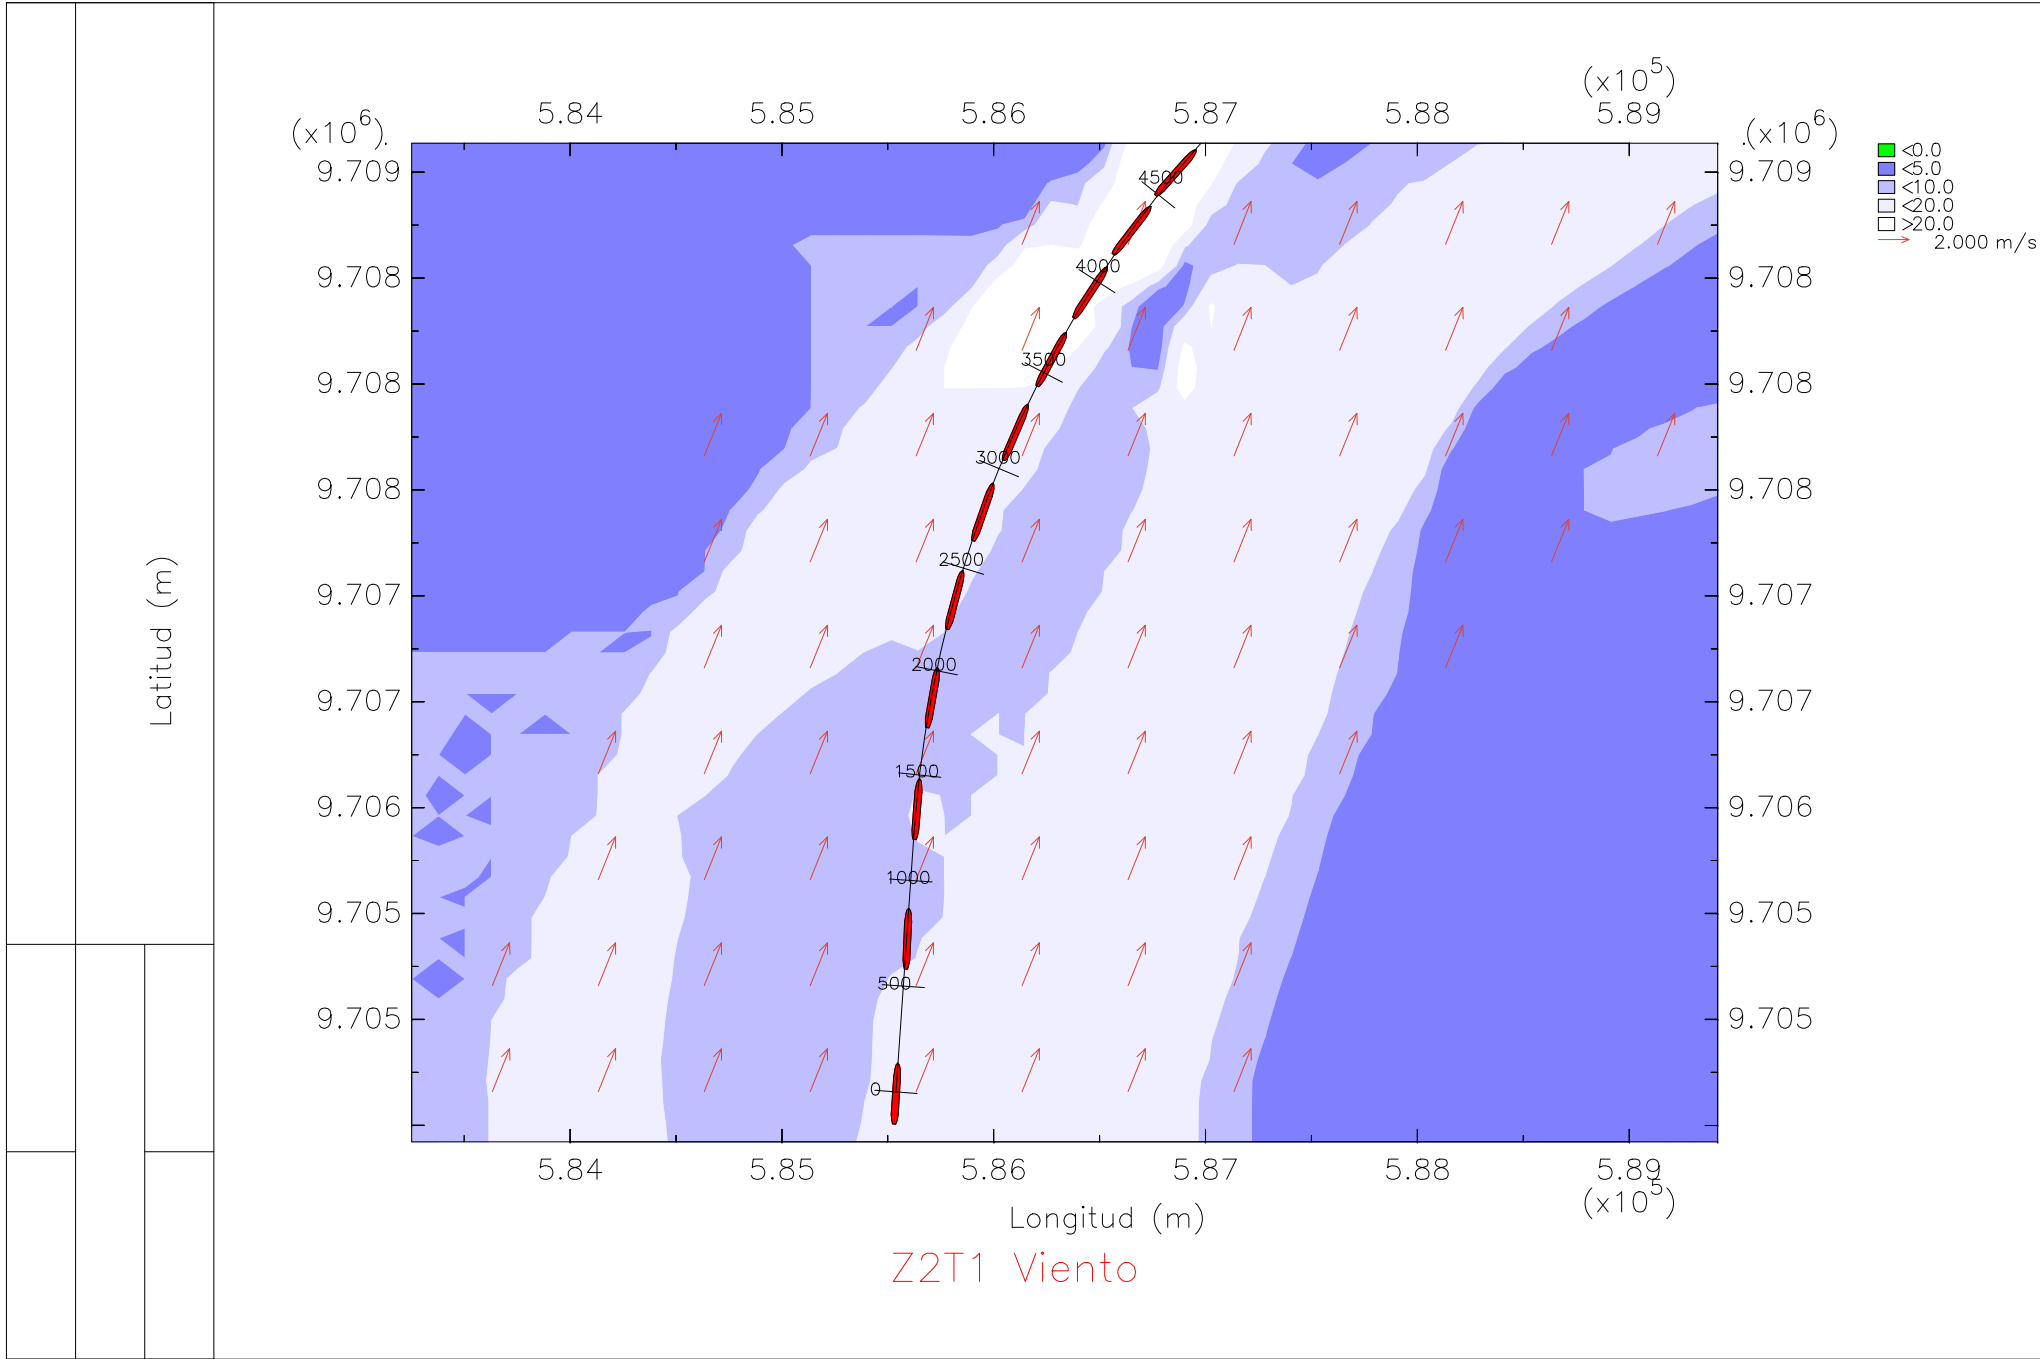 (x10^5)
5.84 5.85 5.86 5.87 5.88 5.89
(x10^6) (x10^6)
<0.0
<5.0
<10.0
<20.0
>20.0
2.000 m/s
9.709 9.709
4500
9.708 9.708
4000
9.708 9.708
3500
9.708 9.708
3000
9.707 9.707
2500
9.707 9.707
2000
9.706 9.706
1500
9.705 9.705
1000
9.705 9.705
500
0
Latitud (m)
5.84 5.85 5.86 5.87 5.88 5.89
(x10^5)
Longitud (m)
Z2T1 Viento